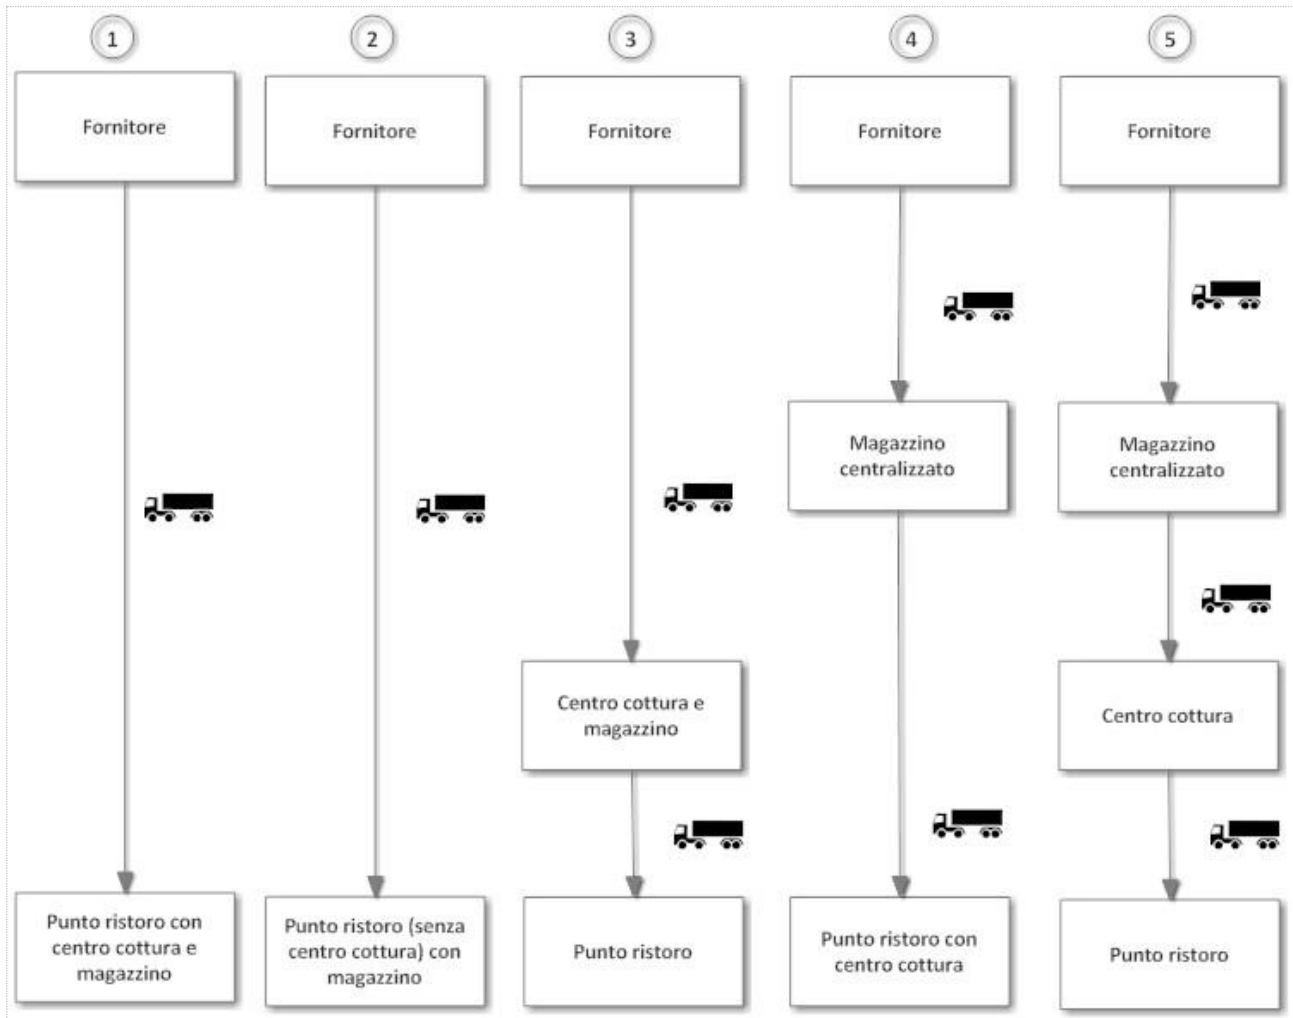 1
2
3
4
5
Fornitore
Fornitore
Fornitore
Fornitore
Fornitore
Magazzino
centralizzato
Magazzino
centralizzato
Centro cottura e
magazzino
Centro cottura
Punto ristoro con
centro cottura e
magazzino
Punto ristoro (senza
centro cottura) con
magazzino
Punto ristoro
Punto ristoro con
centro cottura
Punto ristoro